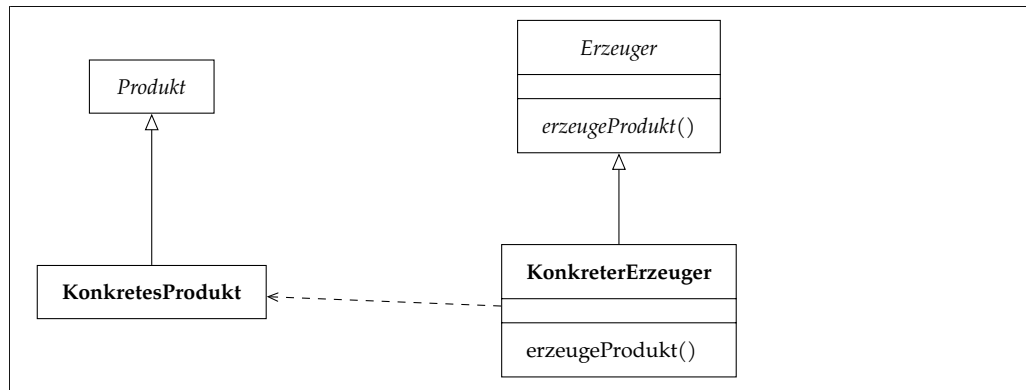 Erzeuger
Produkt
erzeugeProdukt()
KonkretesProdukt
KonkreterErzeuger
erzeugeProdukt()